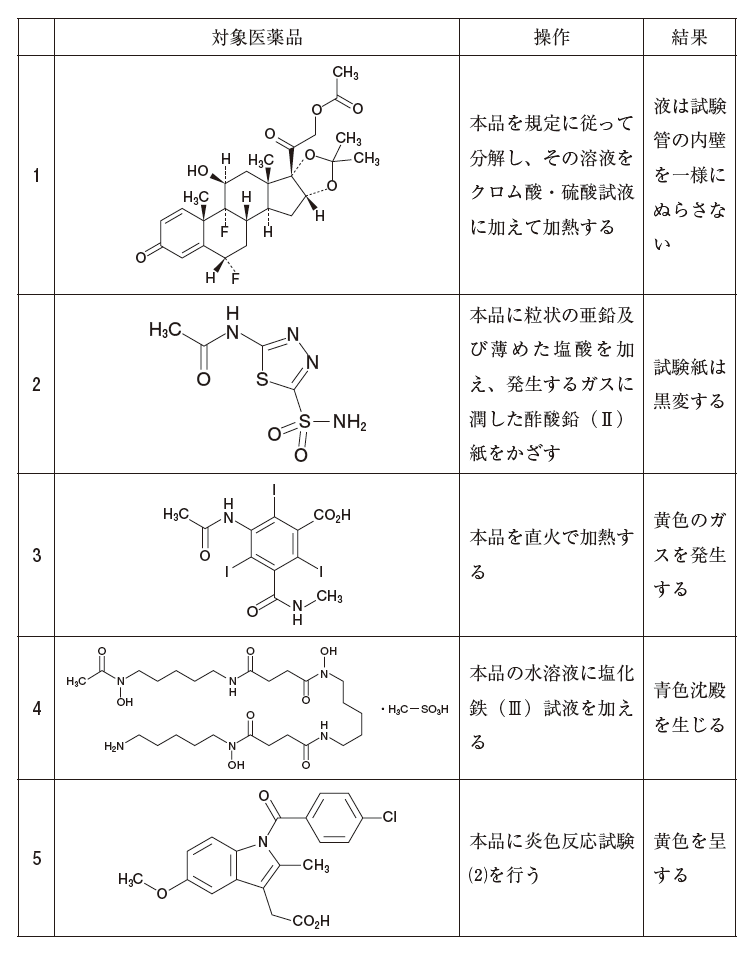 対象医薬品 操作 結果
1
CH₃
O
O
O
CH₃
CH₃
O
O
H
HO
H
H₃C
H₃C
H
F
H
H
F
O
本品を規定に従って
分解し、その溶液を
クロム酸・硫酸試液
に加えて加熱する
液は試験
管の内壁
を一様に
ぬらさな
い
2
H₃C
H
N
O
N
N
S
S
NH₂
O
O
本品に粒状の亜鉛及
び薄めた塩酸を加
え、発生するガスに
潤した酢酸鉛(Ⅱ)
紙をかざす
試験紙は
黒変する
3
H₃C
H
N
O
I
CO₂H
I
I
O
N
H
CH₃
本品を直火で加熱す
る
黄色のガ
スを発生
する
4
O
H₃C
N
OH
N
H
O
O
OH
N
・H₃C−SO₃H
H₂N
N
OH
O
O
H
N
本品の水溶液に塩化
鉄(Ⅲ)試液を加え
る
青色沈殿
を生じる
5
O
Cl
N
CH₃
H₃C
O
CO₂H
本品に炎色反応試験
⑵を行う
黄色を呈
する